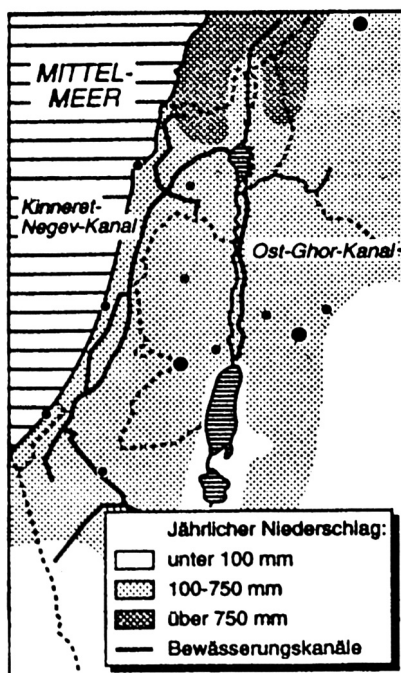 MITTEL-
MEER
Kinneret-
Negev-Kanal
Ost-Ghor-Kanal
Jährlicher Niederschlag:
unter 100 mm
100-750 mm
über 750 mm
Bewässerungskanäle